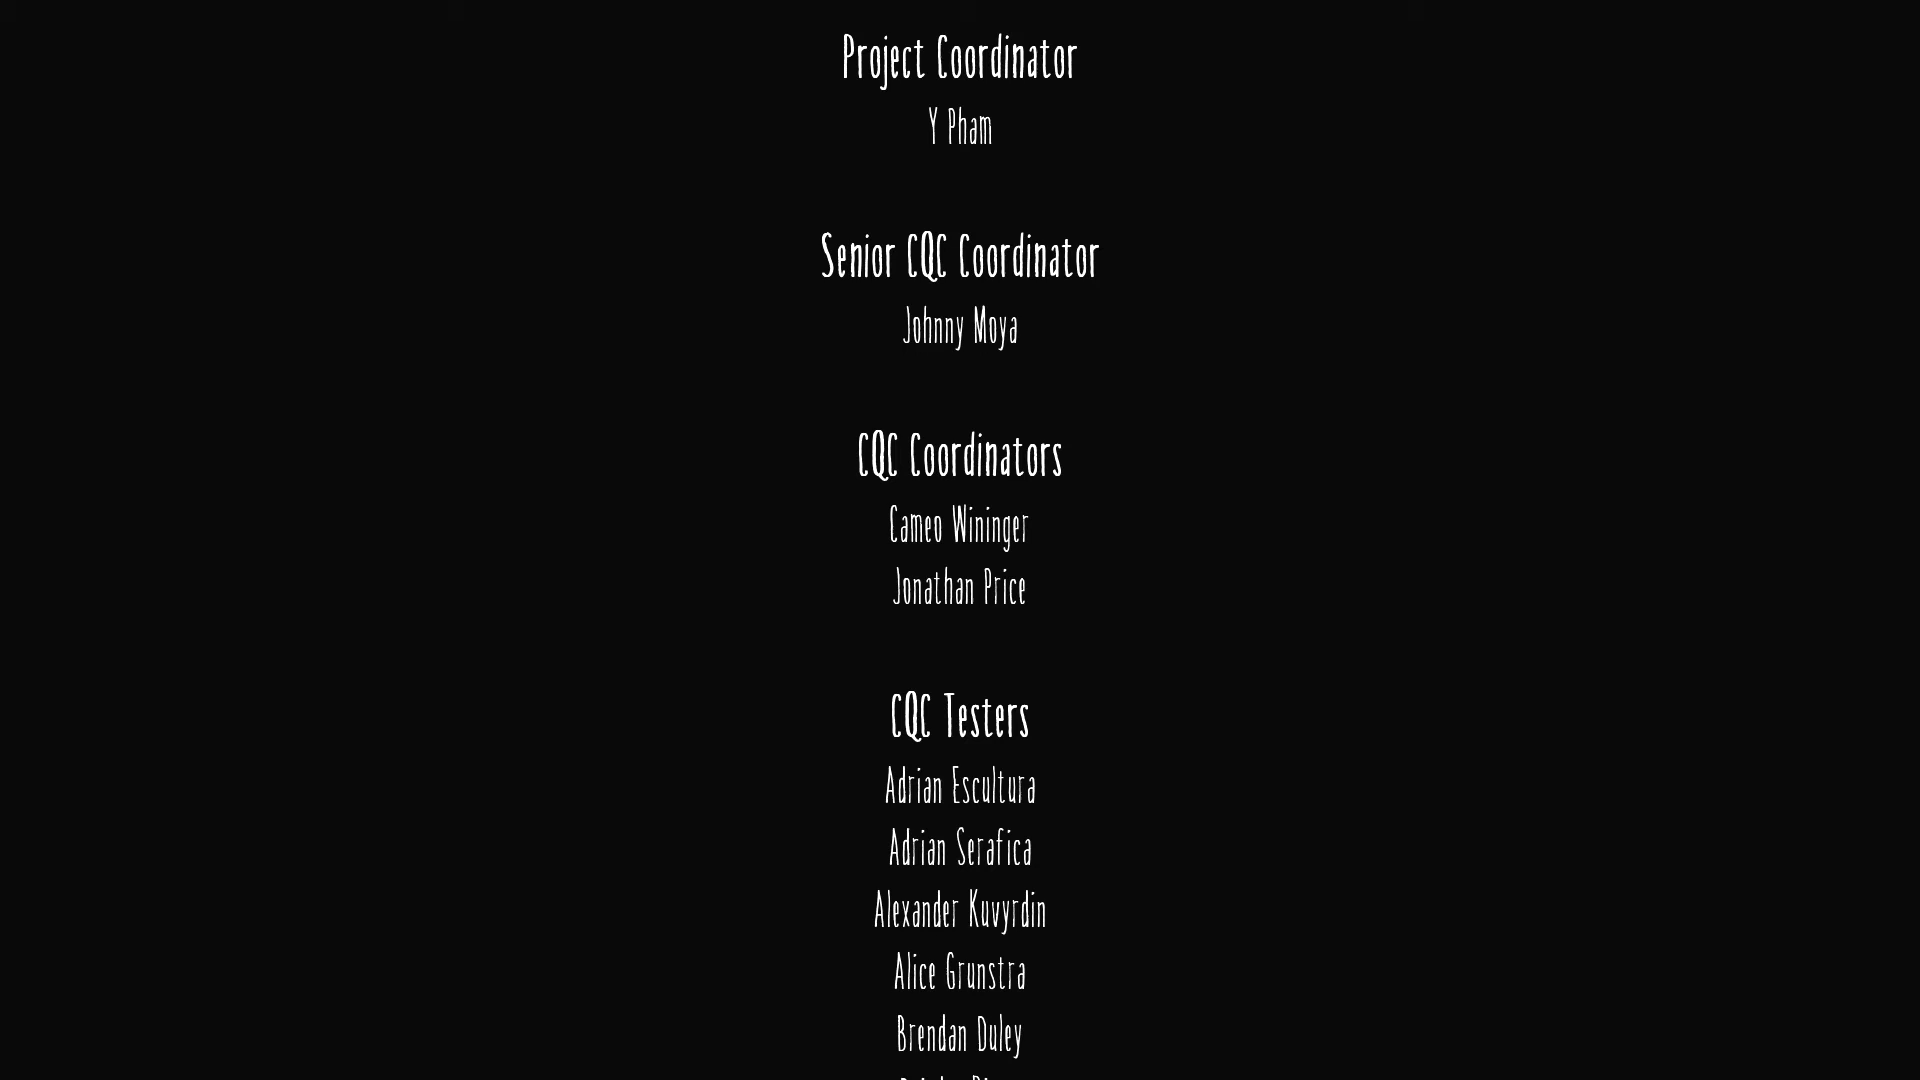 Project Coordinator
Y Pham
Senior CQC Coordinator
Johnny Moya
CQC Coordinators
Cameo Wininger
Jonathan Price
CQC Testers
Adrian Escultura
Adrian Serafica
Alexander Kuvyrdin
Alice Grunstra
Brendan Duley